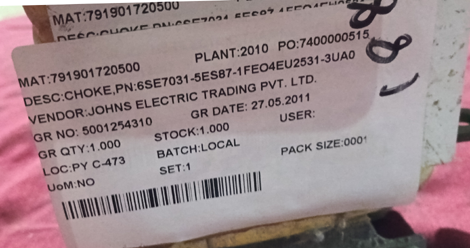 MAT:791901720500
MAT:791901720500 PLANT:2010 PO:7400000515
DESC:CHOKE,PN:6SE7031-5ES87-1FEO4EU2531-3UA0
VENDOR:JOHNS ELECTRIC TRADING PVT. LTD.
GR NO: 5001254310 GR DATE: 27.05.2011
GR QTY:1.000 STOCK:1.000 USER:
LOC:PY C-473 BATCH:LOCAL PACK SIZE:0001
UoM:NO SET:1